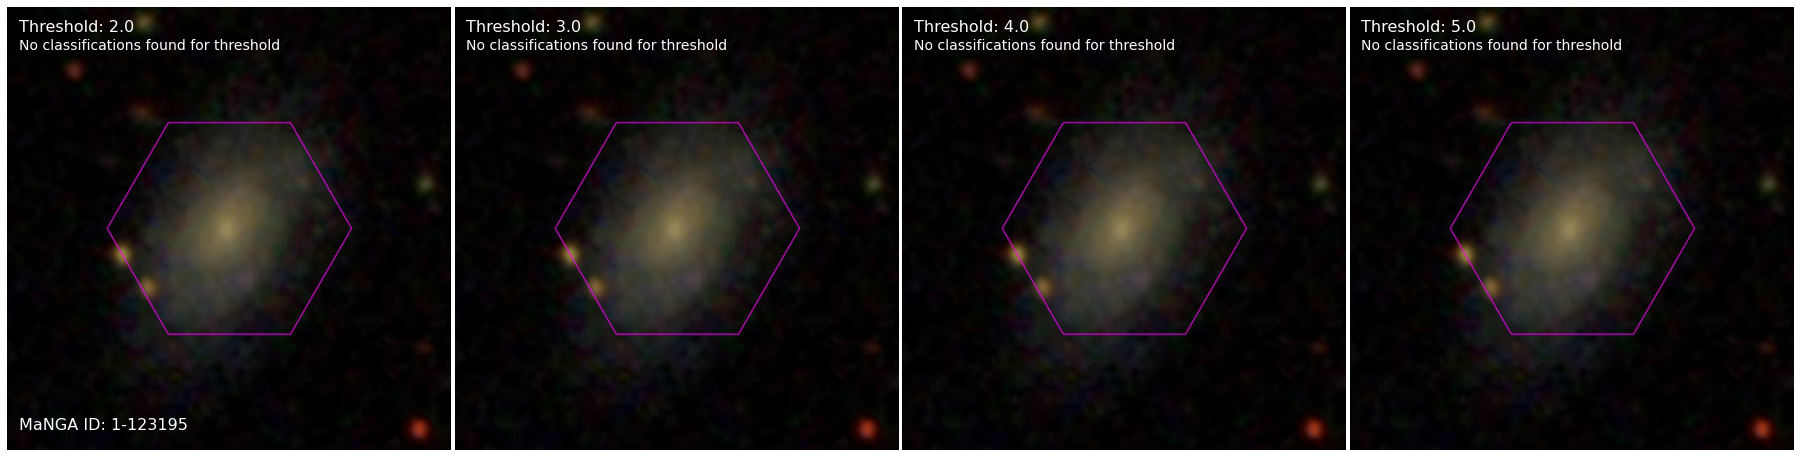 Threshold: 2.0
No classifications found for threshold
MaNGA ID: 1-123195
Threshold: 3.0
No classifications found for threshold
Threshold: 4.0
No classifications found for threshold
Threshold: 5.0
No classifications found for threshold